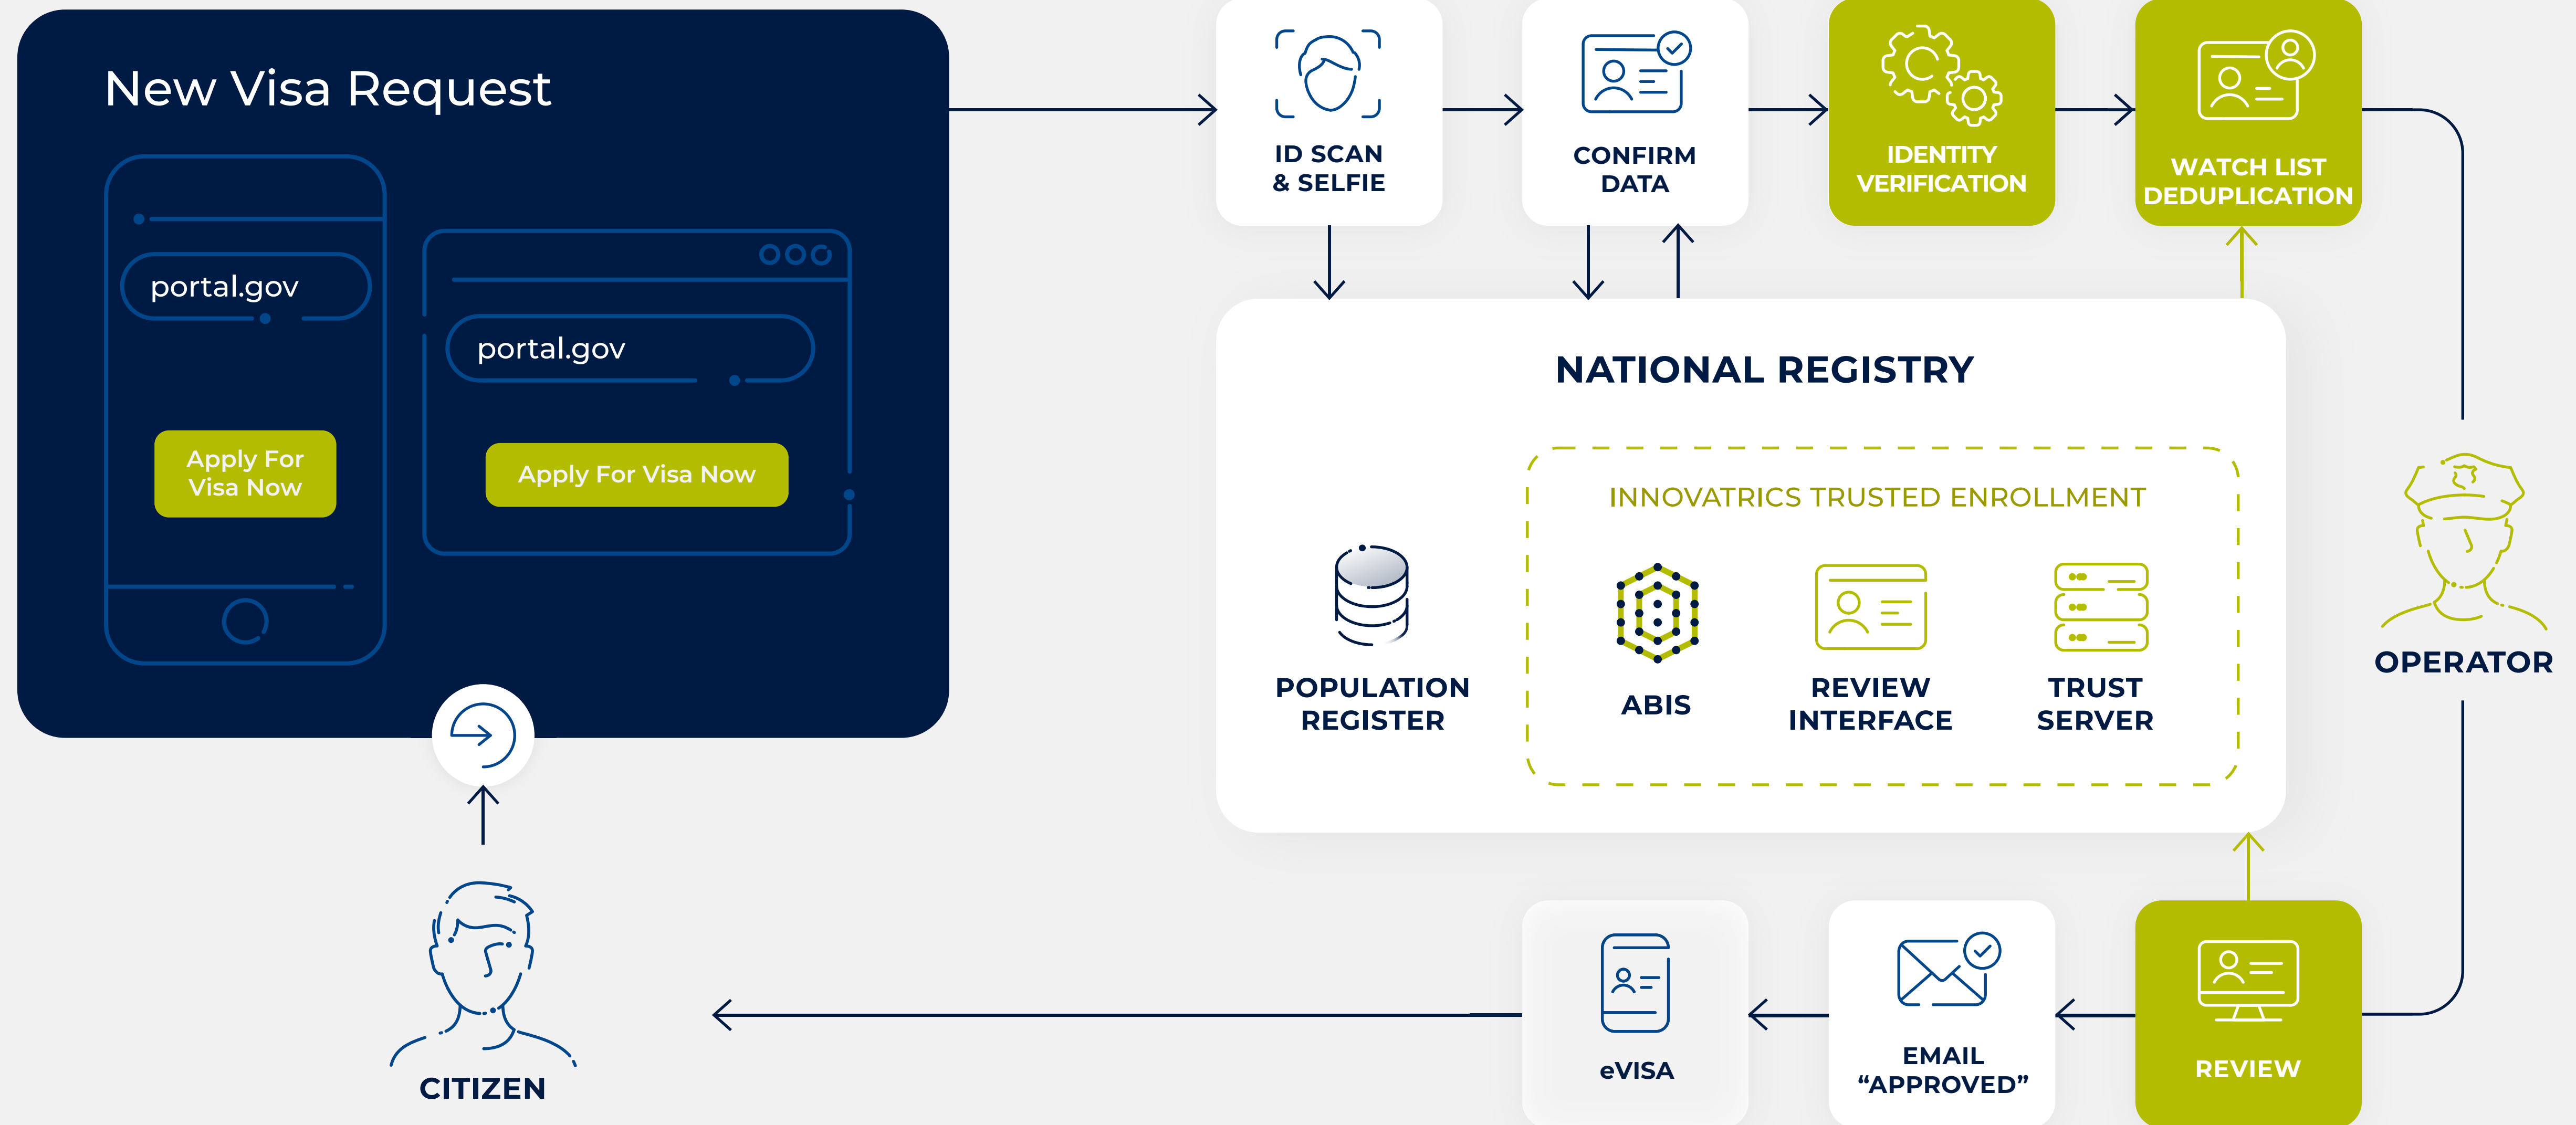 New Visa Request
portal.gov
Apply For
Visa Now
portal.gov
Apply For Visa Now
CITIZEN
ID SCAN
& SELFIE
CONFIRM
DATA
IDENTITY
VERIFICATION
WATCH LIST
DEDUPLICATION
NATIONAL REGISTRY
POPULATION
REGISTER
INNOVATRICS TRUSTED ENROLLMENT
ABIS
REVIEW
INTERFACE
TRUST
SERVER
OPERATOR
REVIEW
EMAIL
“APPROVED”
eVISA